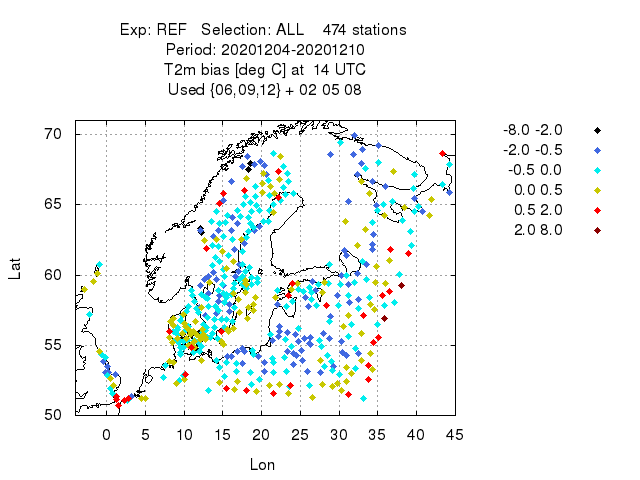 Exp: REF   Selection: ALL    474 stations
Period: 20201204-20201210
T2m bias [deg C] at  14 UTC
Used {06,09,12} + 02 05 08
70
65
60
55
50
Lat
0 5 10 15 20 25 30 35 40 45
Lon
-8.0 -2.0
-2.0 -0.5
-0.5 0.0
0.0 0.5
0.5 2.0
2.0 8.0